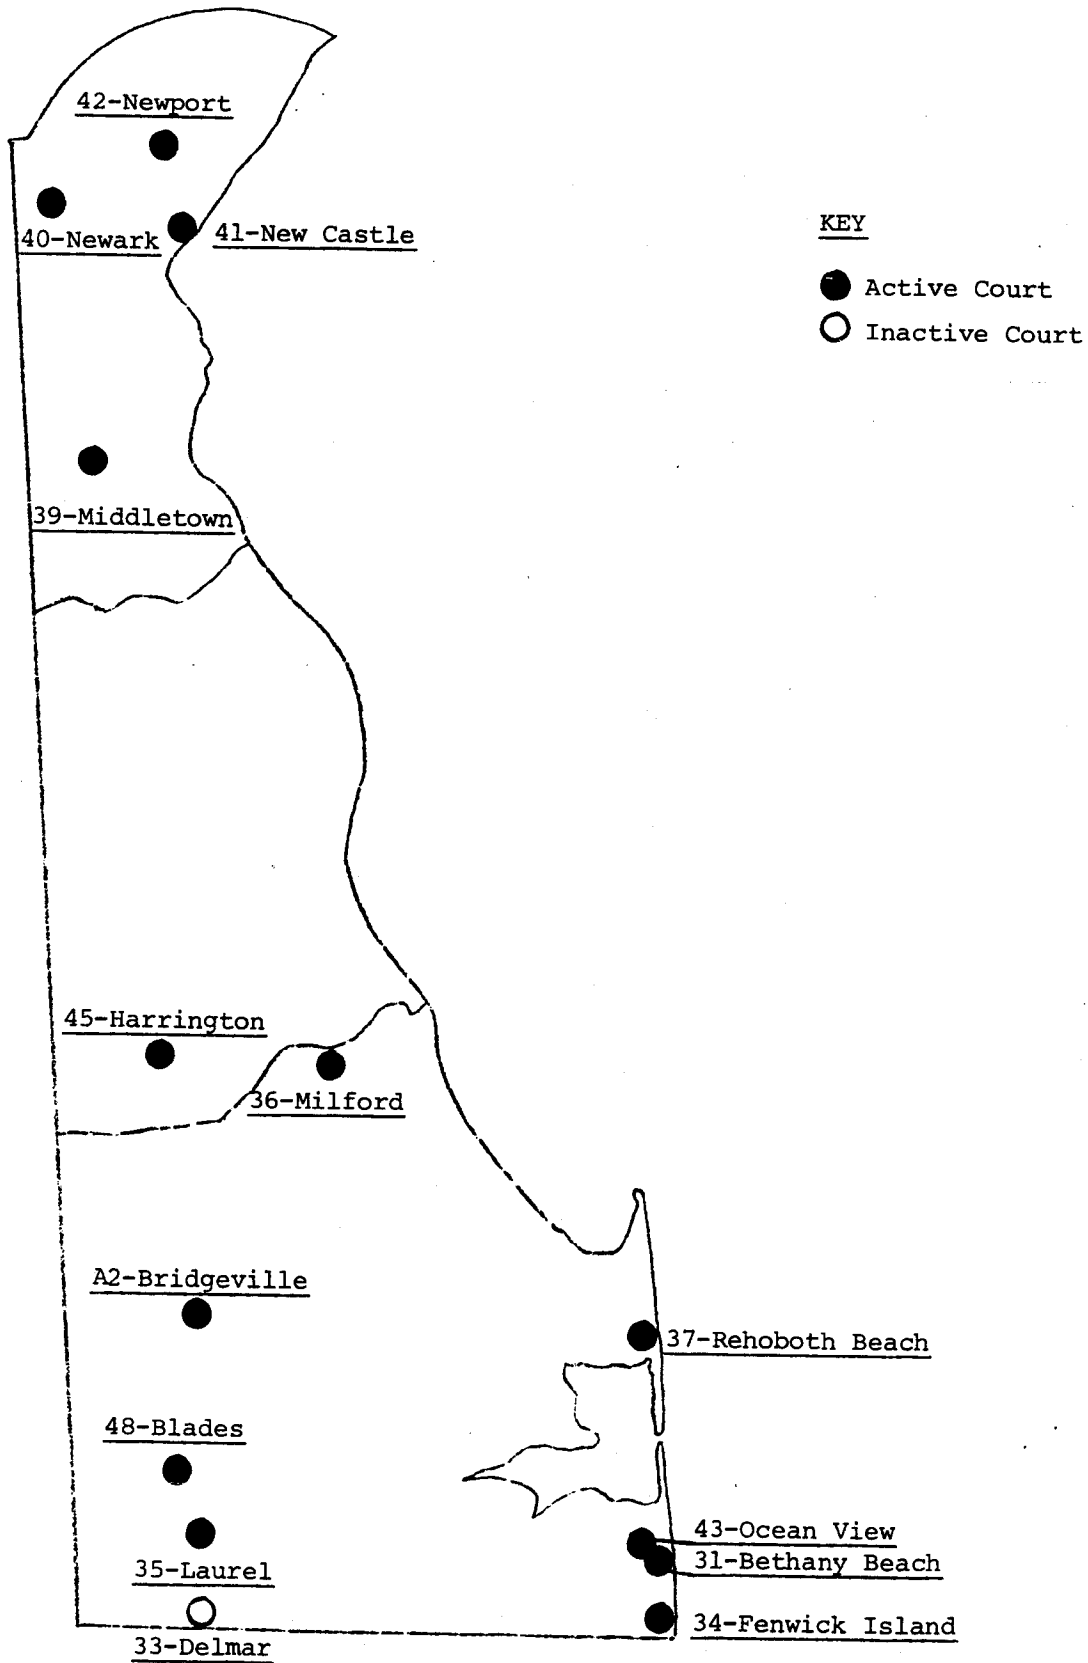 42-Newport
40-Newark
41-New Castle
KEY
Active Court
Inactive Court
39-Middletown
45-Harrington
36-Milford
A2-Bridgeville
37-Rehoboth Beach
48-Blades
43-Ocean View
31-Bethany Beach
35-Laurel
34-Fenwick Island
33-Delmar